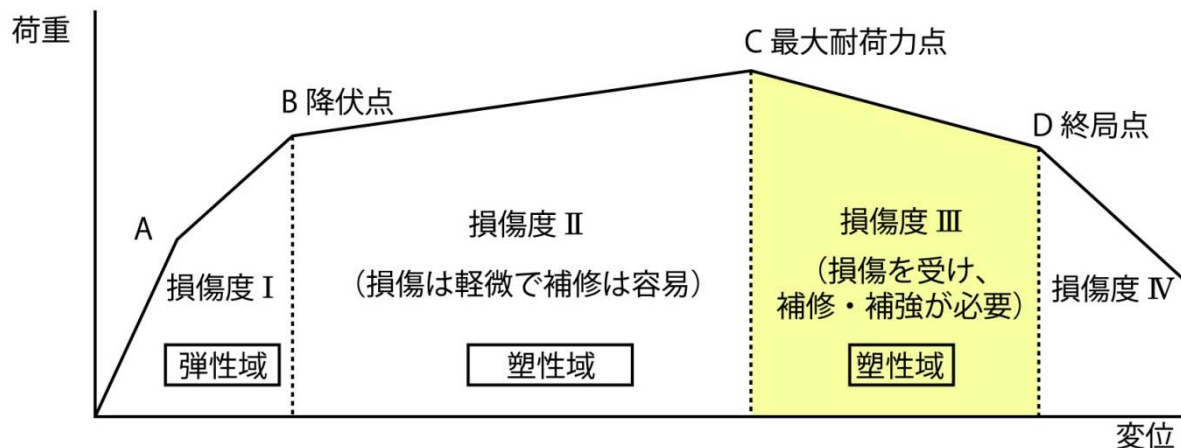 荷重
C 最大耐荷力点
B 降伏点
D 終局点
A
損傷度 Ⅰ
損傷度 Ⅱ
(損傷は軽微で補修は容易)
損傷度 Ⅲ
(損傷を受け、
補修・補強が必要)
損傷度 Ⅳ
弾性域
塑性域
塑性域
変位